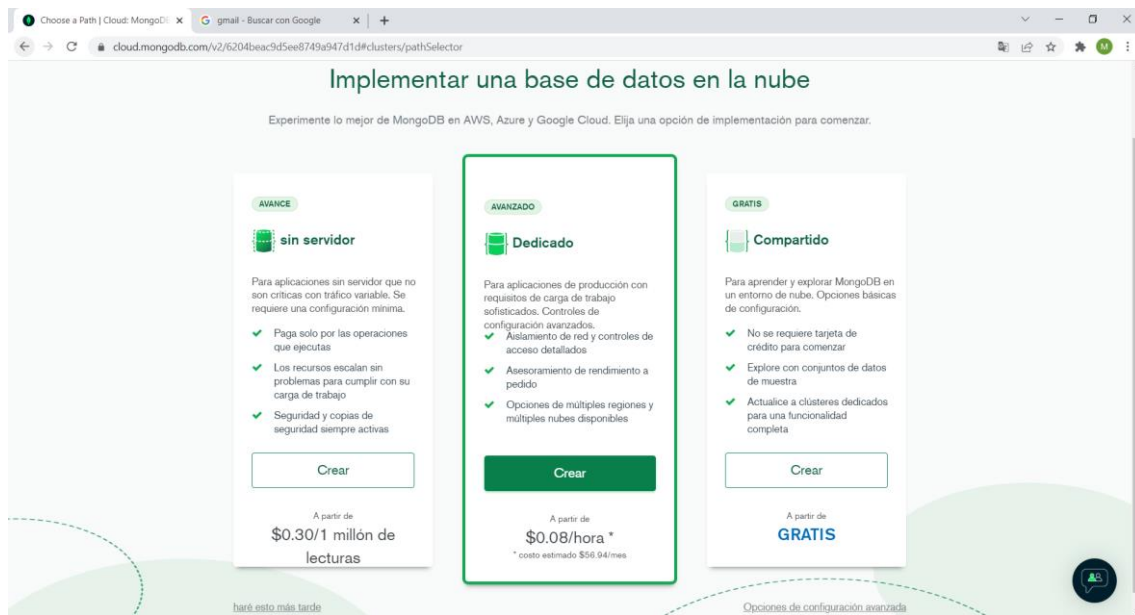 Choose a Path | Cloud: MongoD
gmail - Buscar con Google
cloud.mongodb.com/v2/6204beac9d5ee8749a947d1d#clusters/pathSelector
M
Implementar una base de datos en la nube
Experimente lo mejor de MongoDB en AWS, Azure y Google Cloud. Elija una opción de implementación para comenzar.
AVANCE
sin servidor
Para aplicaciones sin servidor que no
son críticas con tráfico variable. Se
requiere una configuración mínima.
Paga solo por las operaciones
que ejecutas
Los recursos escalan sin
problemas para cumplir con su
carga de trabajo
Seguridad y copias de
seguridad siempre activas
Crear
A partir de
$0.30/1 millón de
lecturas
AVANZADO
Dedicado
Para aplicaciones de producción con
requisitos de carga de trabajo
sofisticados. Controles de
configuración avanzados.
Aislamiento de red y controles de
acceso detallados
Asesoramiento de rendimiento a
pedido
Opciones de múltiples regiones y
múltiples nubes disponibles
Crear
A partir de
$0.08/hora *
* costo estimado $56.94/mes
GRATIS
Compartido
Para aprender y explorar MongoDB en
un entorno de nube. Opciones básicas
de configuración.
No se requiere tarjeta de
crédito para comenzar
Explore con conjuntos de datos
de muestra
Actualice a clústeres dedicados
para una funcionalidad
completa
Crear
A partir de
GRATIS
haré esto más tarde
Opciones de configuración avanzada